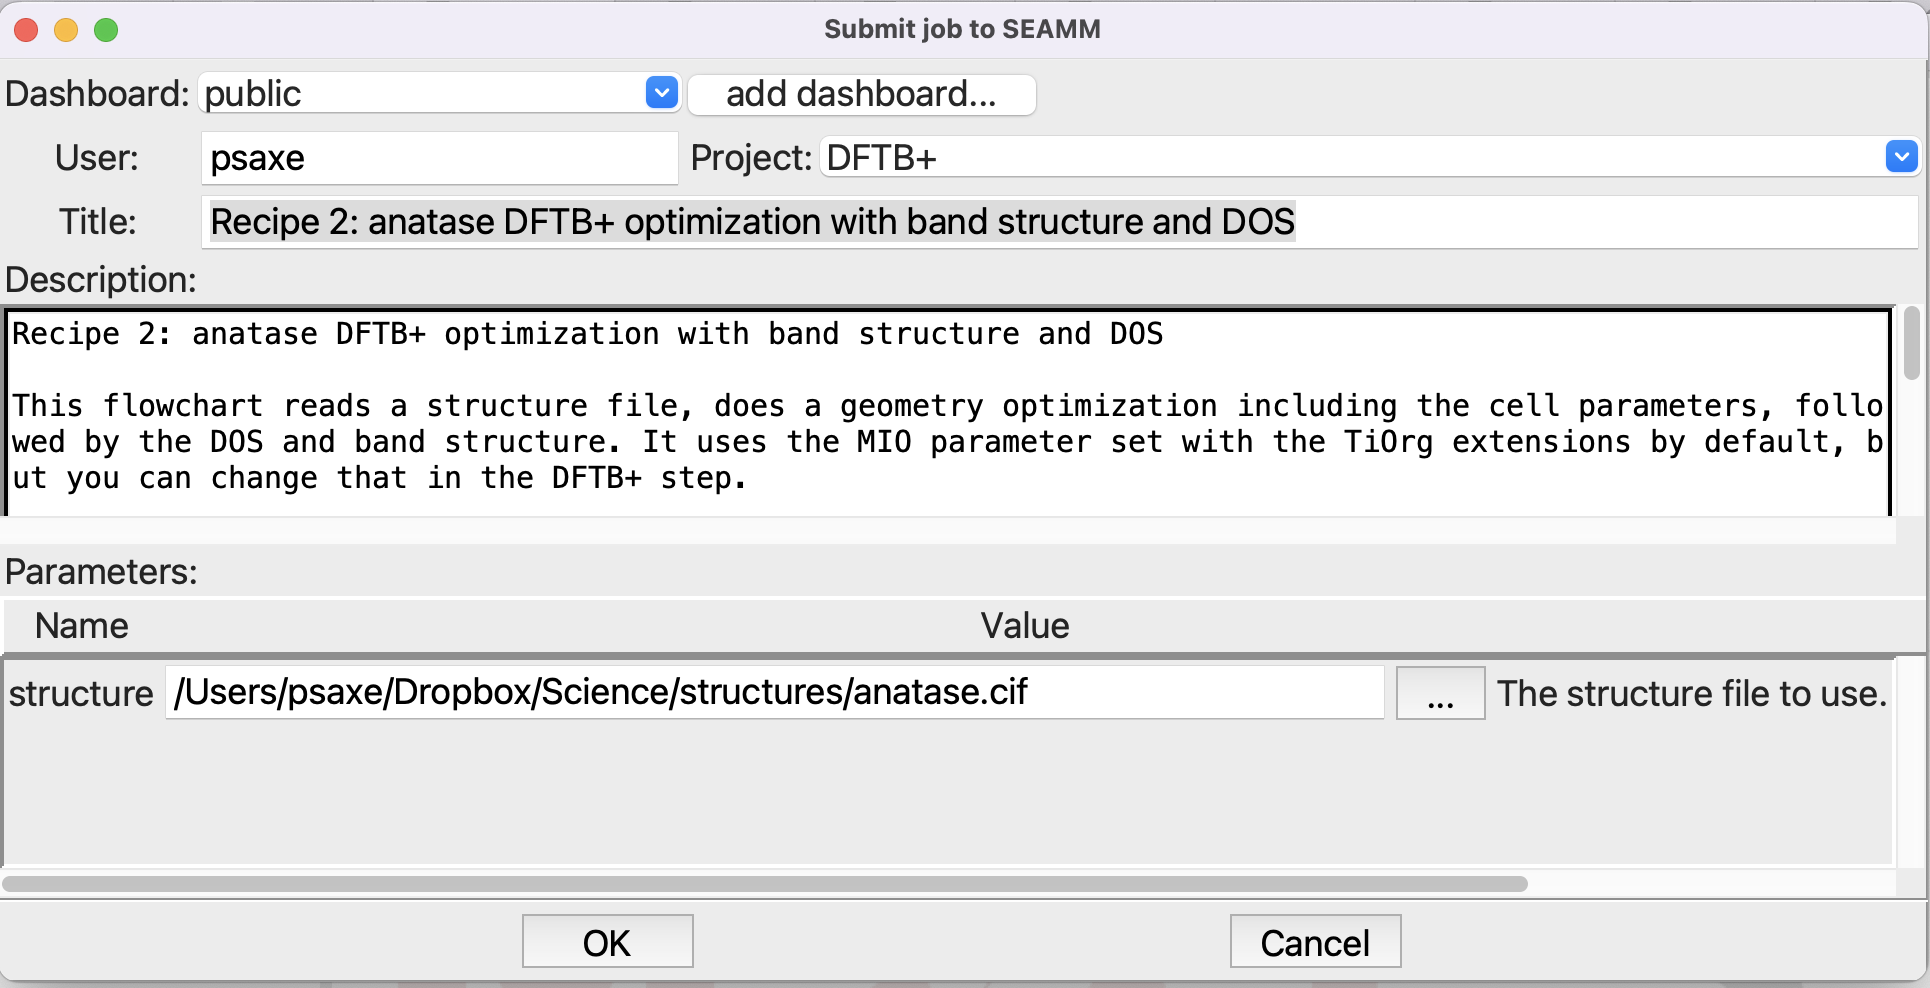 Submit job to SEAMM
Dashboard: public add dashboard...
User: psaxe Project: DFTB+
Title: Recipe 2: anatase DFTB+ optimization with band structure and DOS
Description:
Recipe 2: anatase DFTB+ optimization with band structure and DOS
This flowchart reads a structure file, does a geometry optimization including the cell parameters, follo
wed by the DOS and band structure. It uses the MIO parameter set with the TiOrg extensions by default, b
ut you can change that in the DFTB+ step.
Parameters:
Name Value
structure /Users/psaxe/Dropbox/Science/structures/anatase.cif ... The structure file to use.
OK Cancel